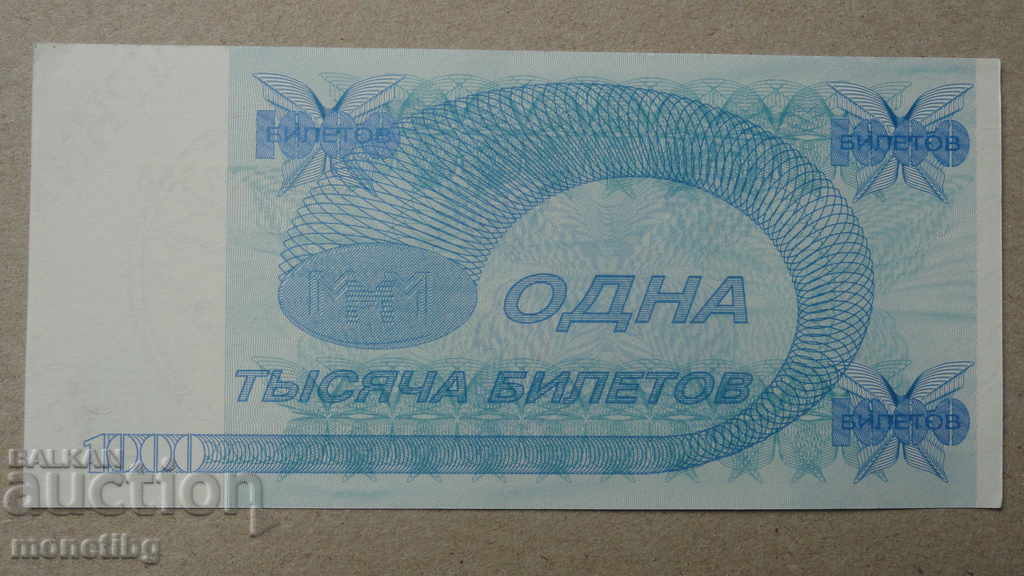 1000 БИЛЕТОВ
1000 БИЛЕТОВ
МММ
ОДНА
ТЫСЯЧА БИЛЕТОВ
1000 БИЛЕТОВ
1000
BALKAN
auction
monetibg